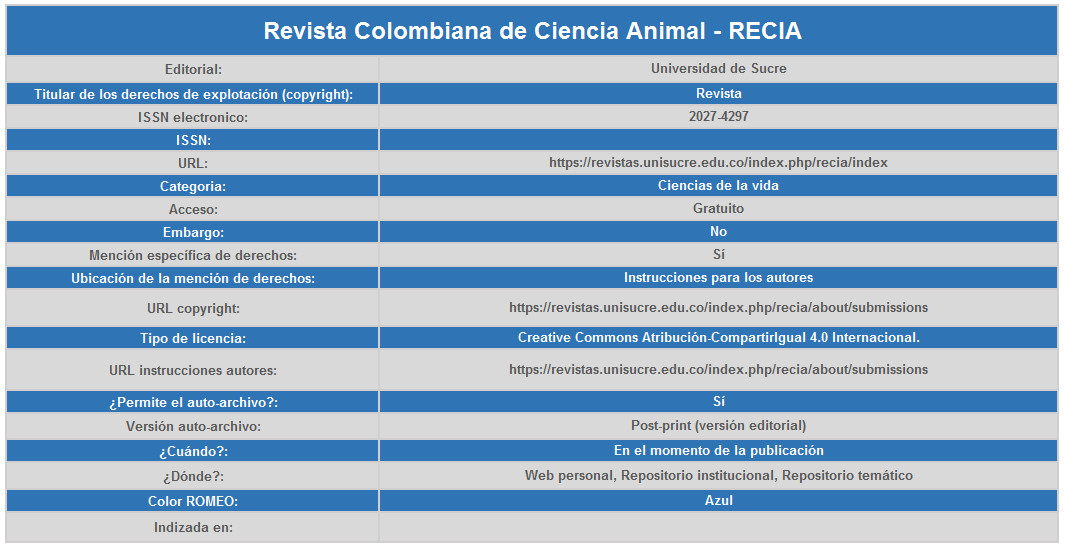 Revista Colombiana de Ciencia Animal - RECIA
Editorial: Universidad de Sucre
Titular de los derechos de explotación (copyright): Revista
ISSN electronico: 2027-4297
ISSN:
URL: https://revistas.unisucre.edu.co/index.php/recia/index
Categoria: Ciencias de la vida
Acceso: Gratuito
Embargo: No
Mención específica de derechos: Sí
Ubicación de la mención de derechos: Instrucciones para los autores
URL copyright: https://revistas.unisucre.edu.co/index.php/recia/about/submissions
Tipo de licencia: Creative Commons Atribución-CompartirIgual 4.0 Internacional.
URL instrucciones autores: https://revistas.unisucre.edu.co/index.php/recia/about/submissions
¿Permite el auto-archivo?: Sí
Versión auto-archivo: Post-print (versión editorial)
¿Cuándo?: En el momento de la publicación
¿Dónde?: Web personal, Repositorio institucional, Repositorio temático
Color ROMEO: Azul
Indizada en: